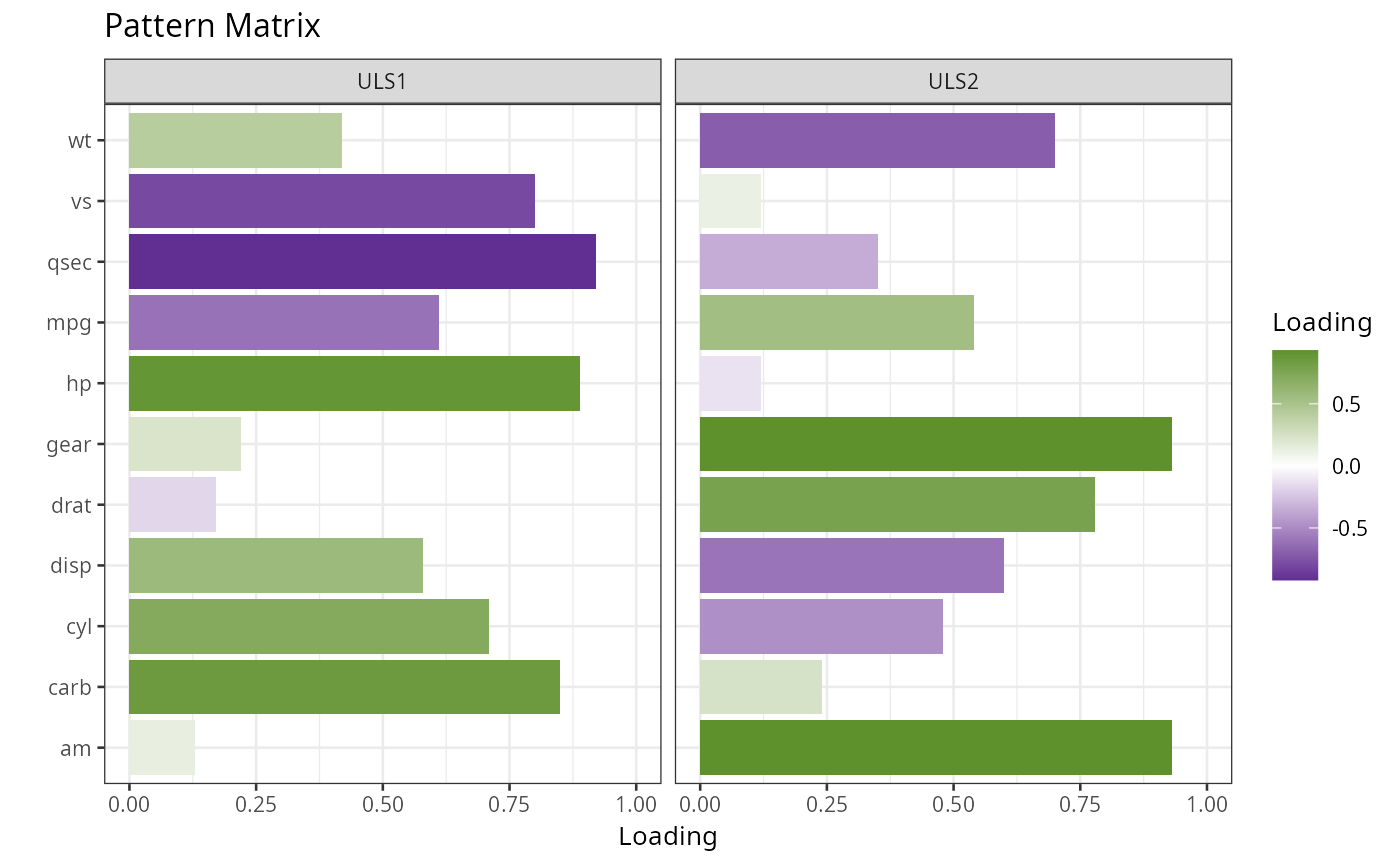 Pattern Matrix
ULS1 ULS2
wt
vs
qsec
mpg
hp
gear
drat
disp
cyl
carb
am
0.00 0.25 0.50 0.75 1.00 0.00 0.25 0.50 0.75 1.00
Loading
Loading
0.5
0.0
-0.5